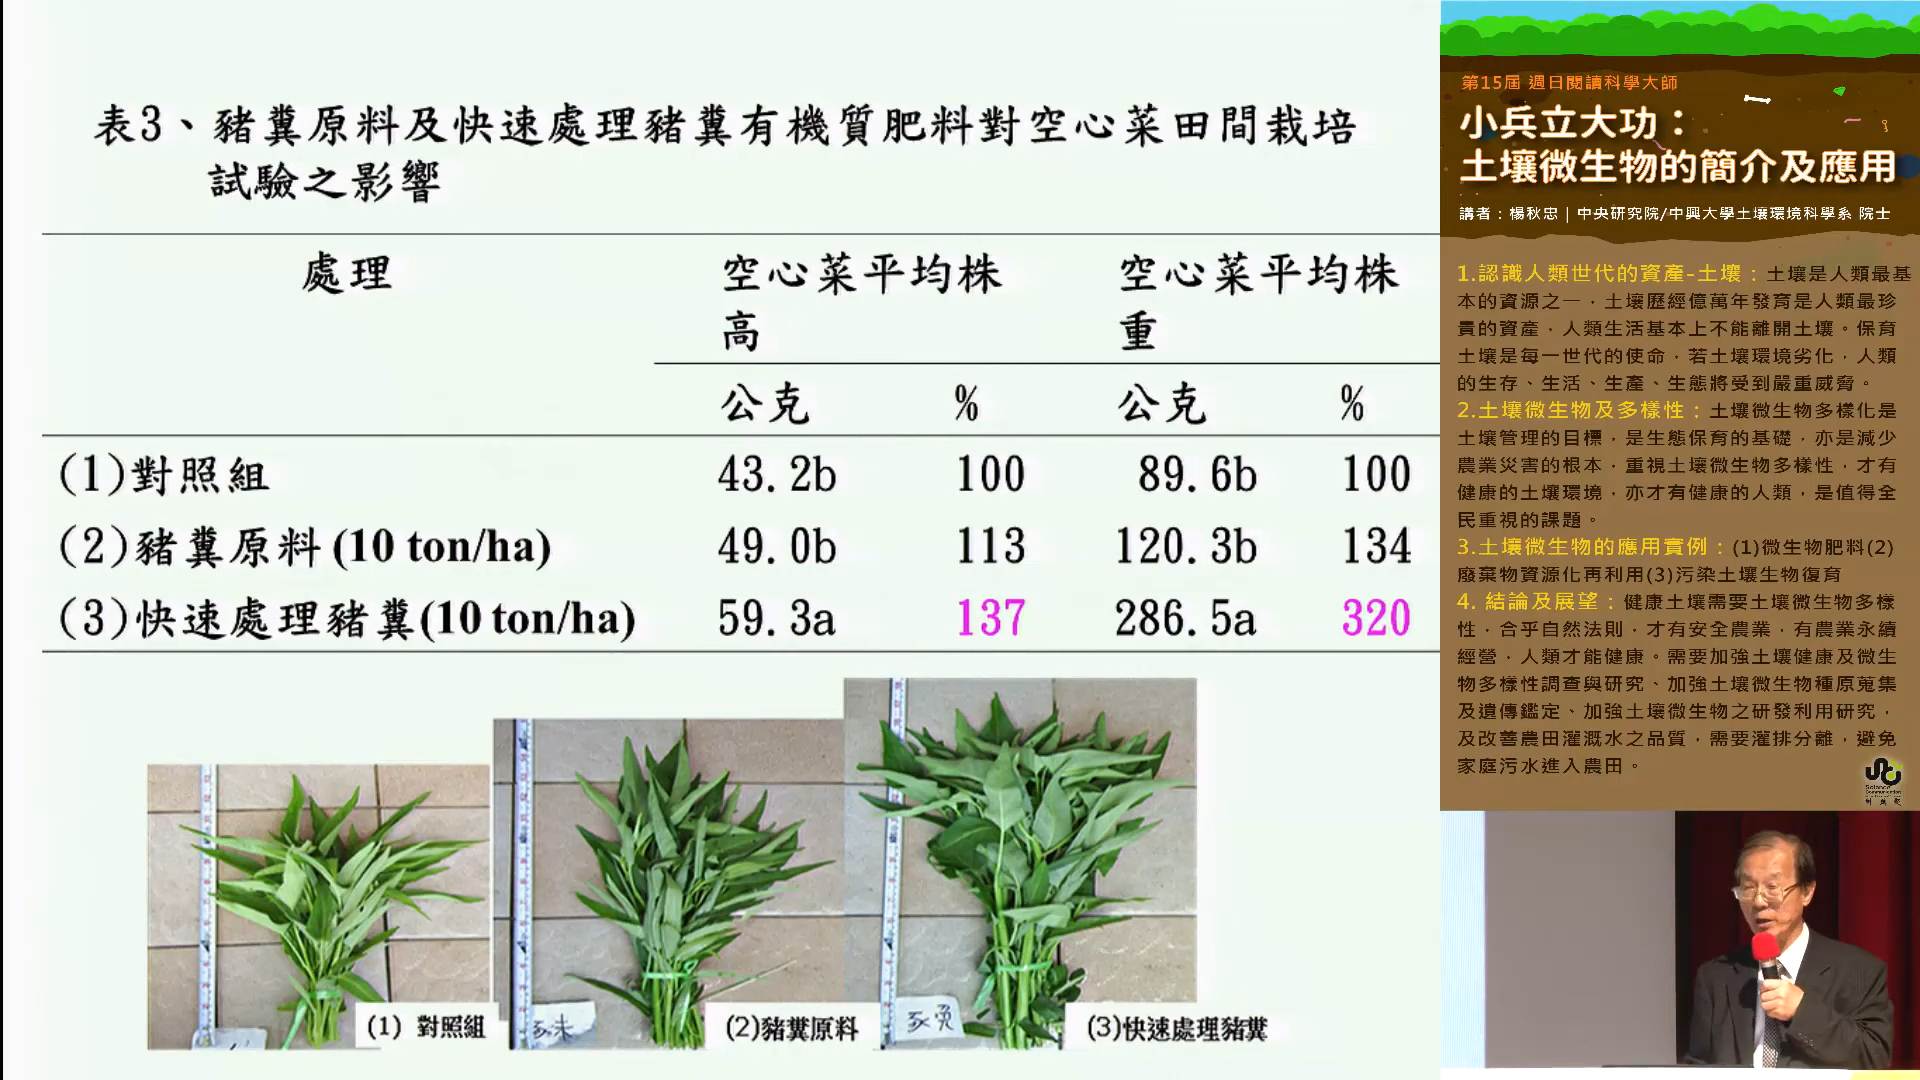 表3、豬糞原料及快速處理豬糞有機質肥料對空心菜田間栽培
試驗之影響
處理 空心菜平均株高 空心菜平均株重
公克 % 公克 %
(1)對照組 43.2b 100 89.6b 100
(2)豬糞原料(10 ton/ha) 49.0b 113 120.3b 134
(3)快速處理豬糞(10 ton/ha) 59.3a 137 286.5a 320
(1) 對照組
(2)豬糞原料
(3)快速處理豬糞
第15屆 週日閱讀科學大師
小兵立大功：
土壤微生物的簡介及應用
講者：楊秋忠｜中央研究院/中興大學土壤環境科學系 院士
1.認識人類世代的資產-土壤：土壤是人類最基
本的資源之一，土壤歷經億萬年發育是人類最珍
貴的資產，人類生活基本上不能離開土壤。保育
土壤是每一世代的使命，若土壤環境劣化，人類
的生存、生活、生產、生態將受到嚴重威脅。
2.土壤微生物及多樣性：土壤微生物多樣化是
土壤管理的目標，是生態保育的基礎，亦是減少
農業災害的根本，重視土壤微生物多樣性，才有
健康的土壤環境，亦才有健康的人類，是值得全
民重視的課題。
3.土壤微生物的應用實例：(1)微生物肥料(2)
廢棄物資源化再利用(3)污染土壤生物復育
4. 結論及展望：健康土壤需要土壤微生物多樣
性，合乎自然法則，才有安全農業，有農業永續
經營，人類才能健康。需要加強土壤健康及微生
物多樣性調查與研究、加強土壤微生物種原蒐集
及遺傳鑑定、加強土壤微生物之研發利用研究，
及改善農田灌溉水之品質，需要灌排分離，避免
家庭污水進入農田。